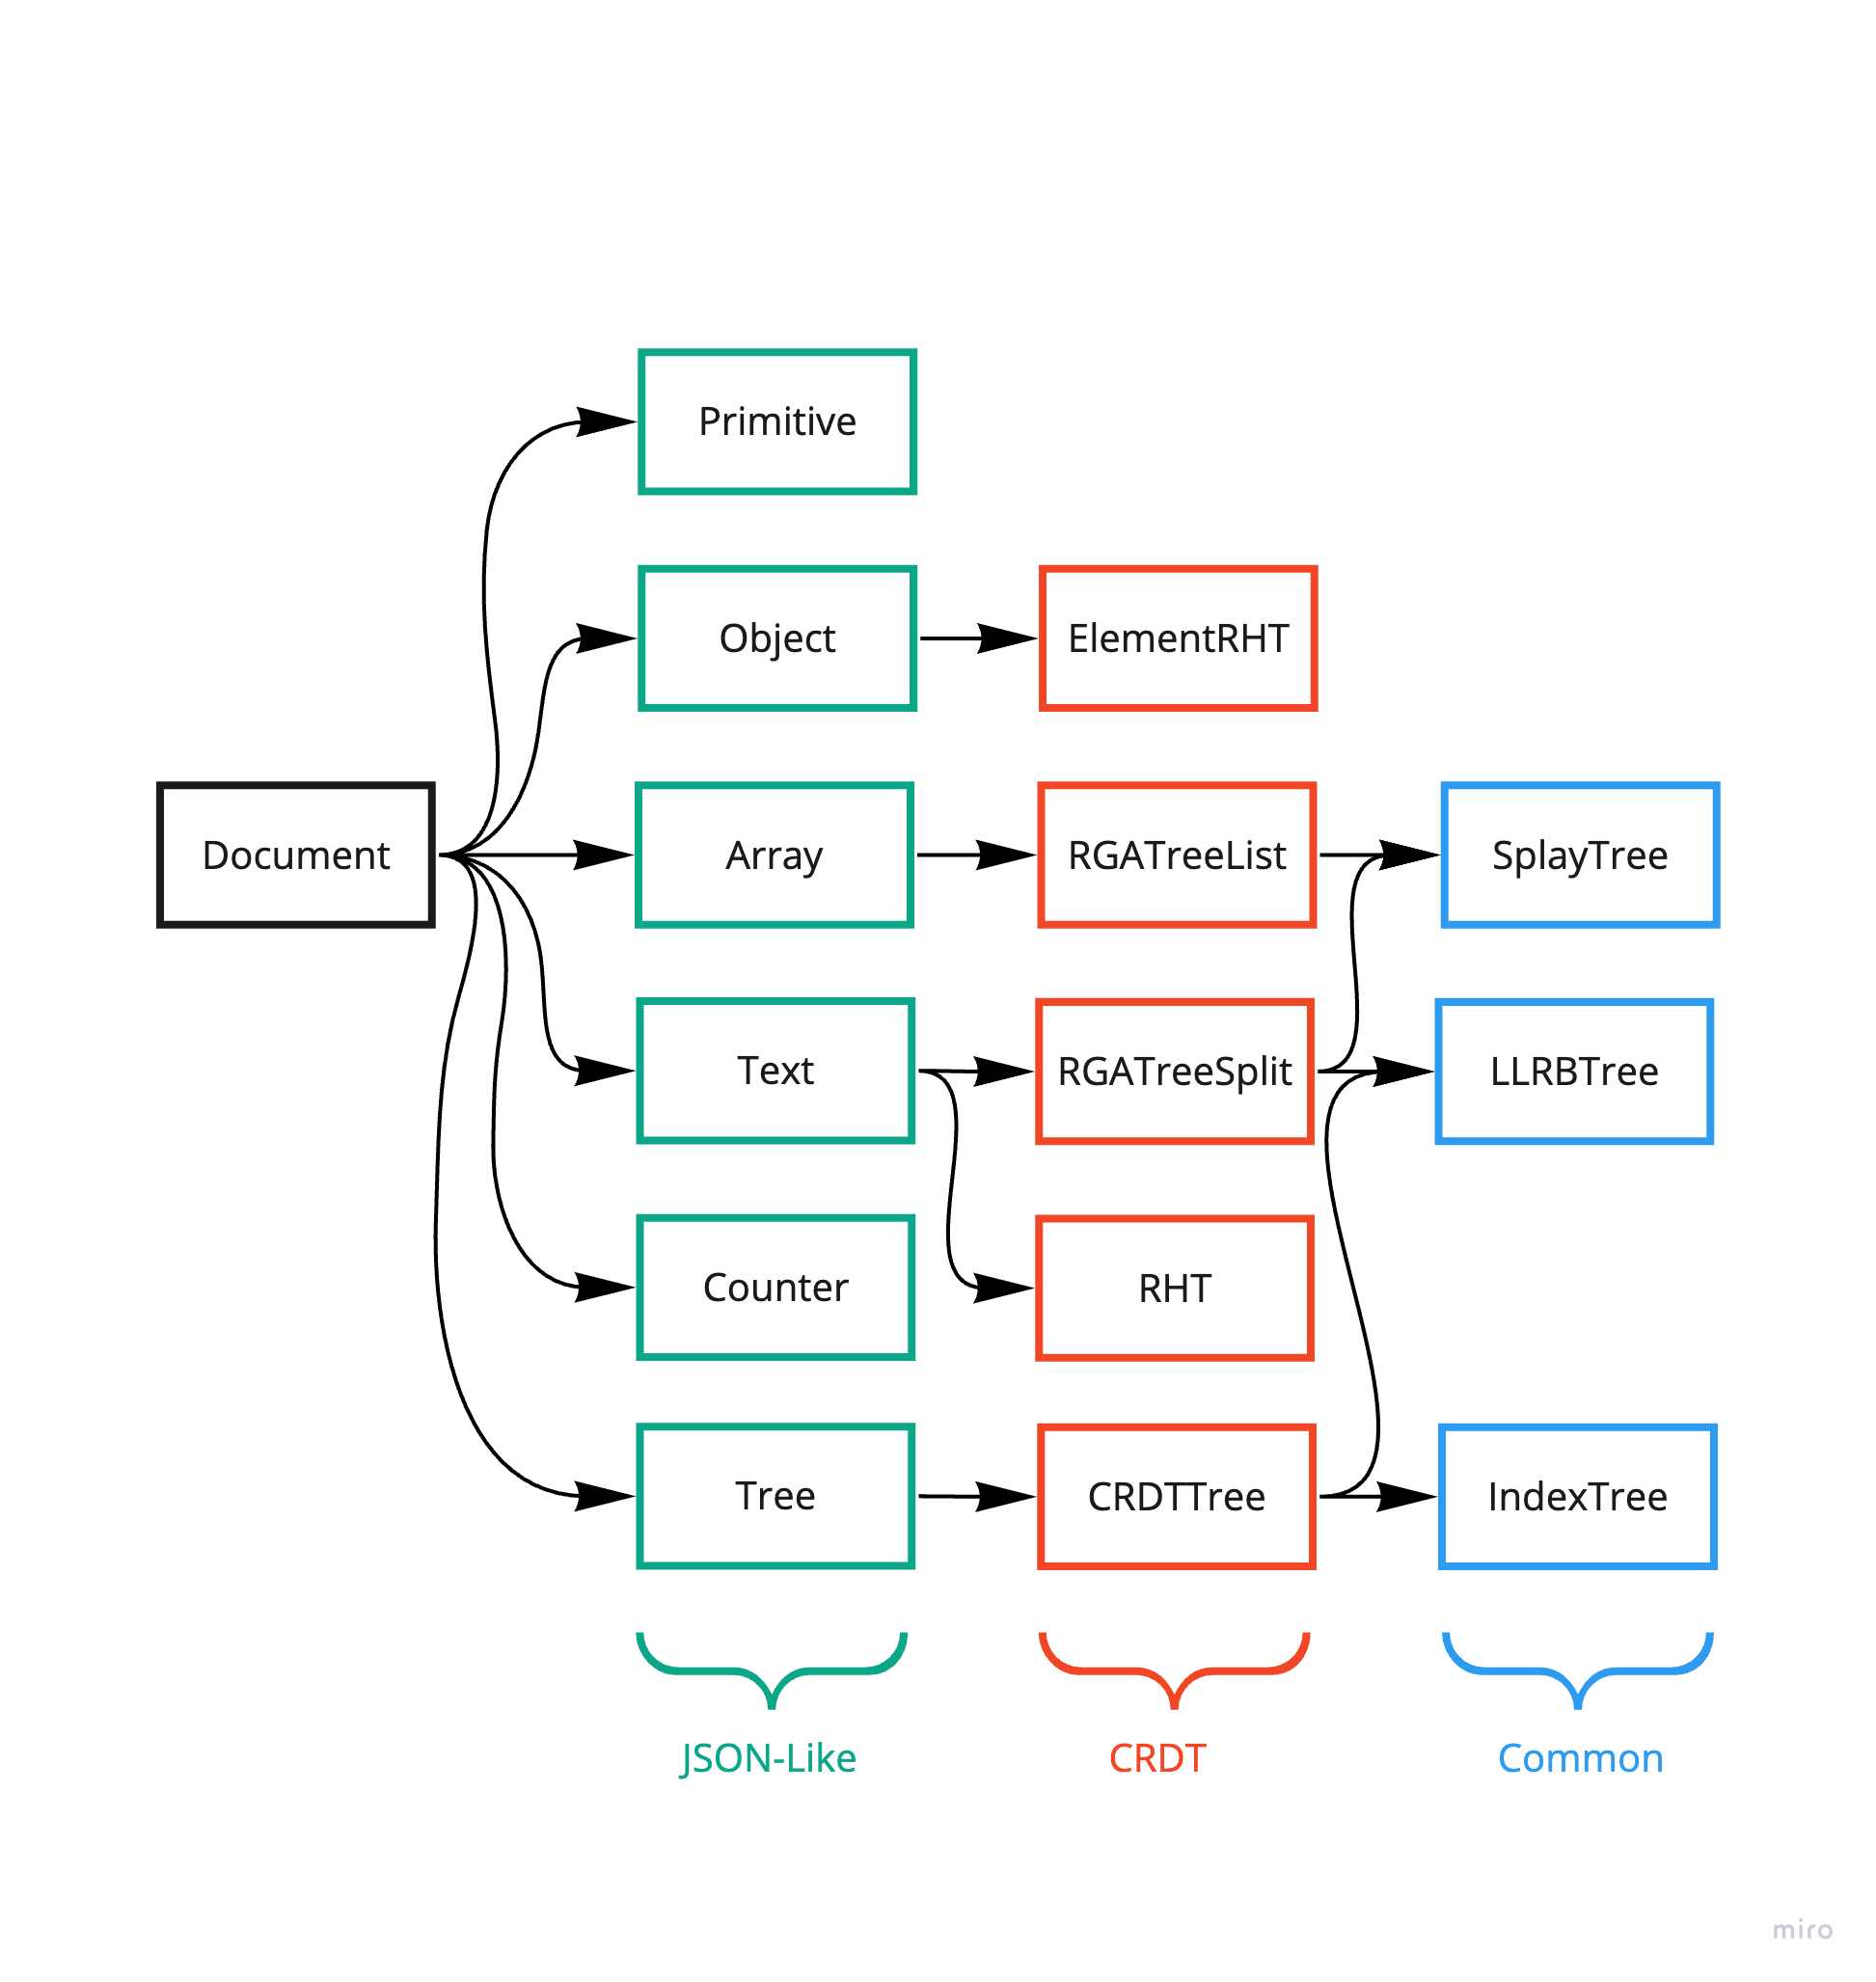 Primitive
Object
ElementRHT
Document
Array
RGATreeList
SplayTree
Text
RGATreeSplit
LLRBTree
Counter
RHT
Tree
CRDTTree
IndexTree
JSON-Like
CRDT
Common
miro